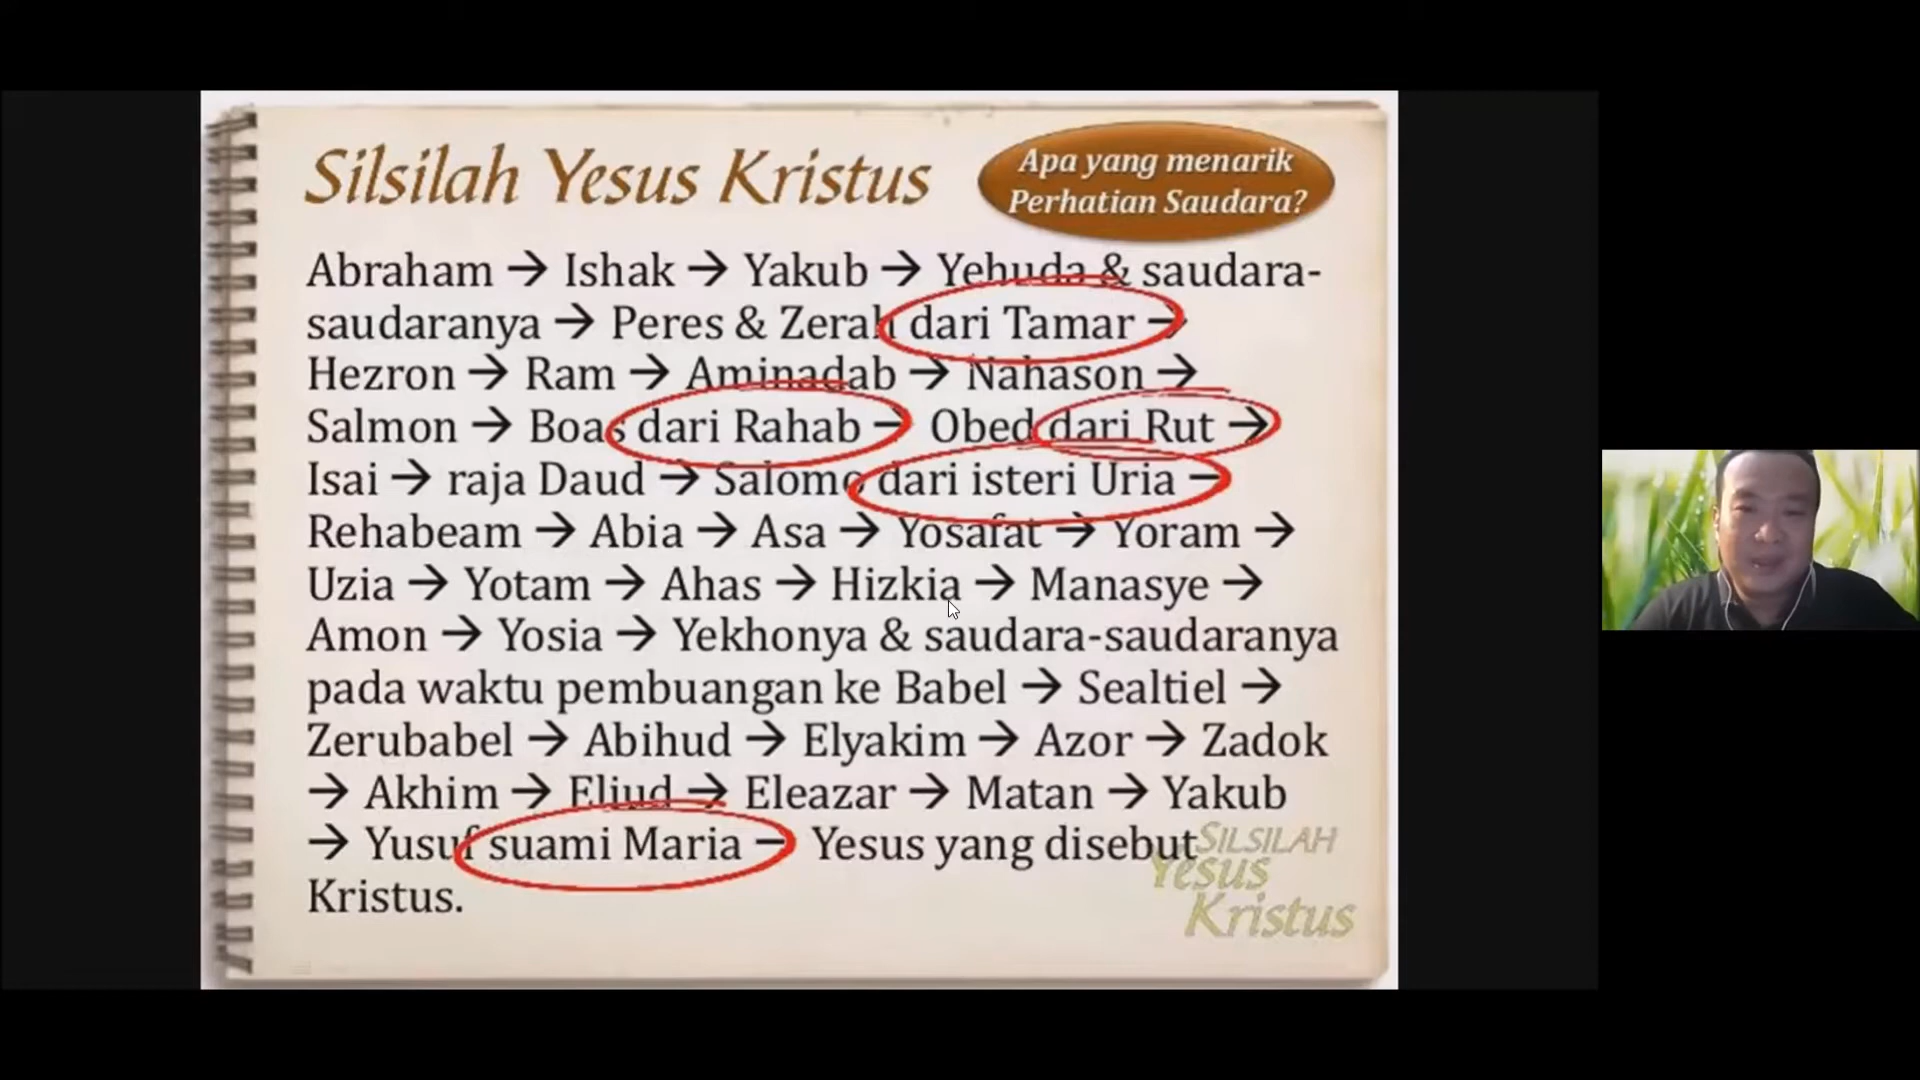 Silsilah Yesus Kristus
Apa yang menarik
Perhatian Saudara?
Abraham → Ishak → Yakub → Yehuda & saudara-
saudaranya → Peres & Zerah dari Tamar →
Hezron → Ram → Aminadab → Nahason →
Salmon → Boas dari Rahab → Obed dari Rut →
Isai → raja Daud → Salomo dari isteri Uria →
Rehabeam → Abia → Asa → Yosafat → Yoram →
Uzia → Yotam → Ahas → Hizkia → Manasye →
Amon → Yosia → Yekhonya & saudara-saudaranya
pada waktu pembuangan ke Babel → Sealtiel →
Zerubabel → Abihud → Elyakim → Azor → Zadok
→ Akhim → Eliud → Eleazar → Matan → Yakub
→ Yusuf suami Maria → Yesus yang disebut
Kristus.
SILSILAH
Yesus
Kristus